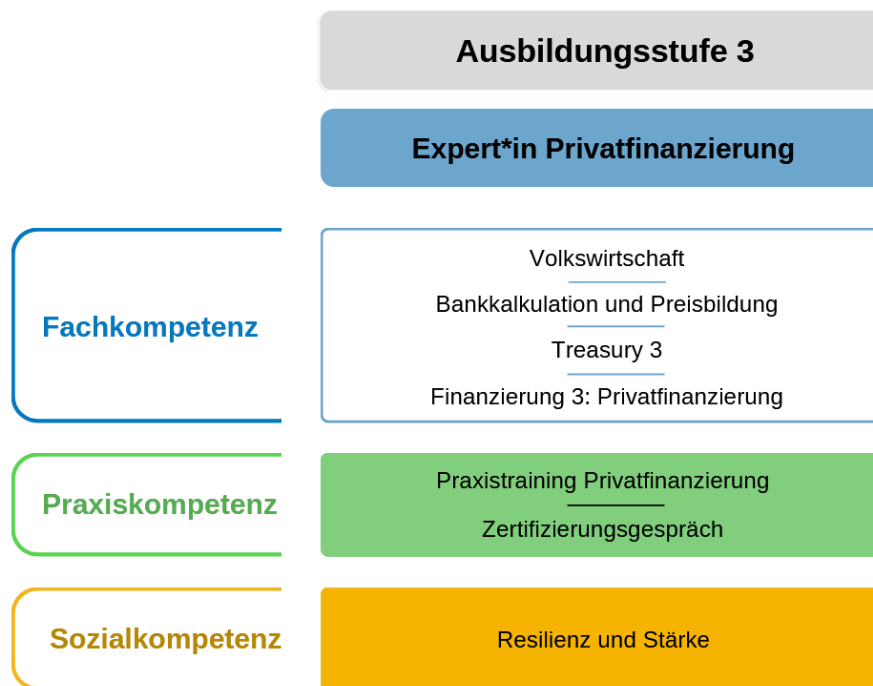 Ausbildungsstufe 3
Expert*in Privatfinanzierung
Fachkompetenz
Volkswirtschaft
Bankkalkulation und Preisbildung
Treasury 3
Finanzierung 3: Privatfinanzierung
Praxiskompetenz
Praxistraining Privatfinanzierung
Zertifizierungsgespräch
Sozialkompetenz
Resilienz und Stärke